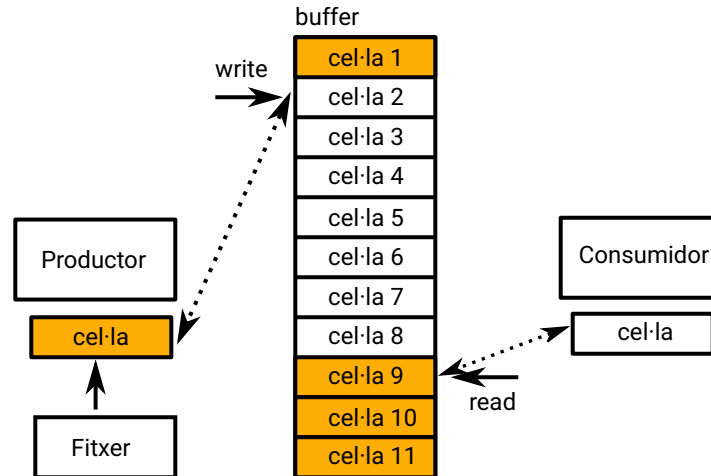 buffer
write
cel·la 1
cel·la 2
cel·la 3
cel·la 4
cel·la 5
cel·la 6
cel·la 7
cel·la 8
cel·la 9
cel·la 10
cel·la 11
Productor
cel·la
Fitxer
Consumidor
cel·la
read